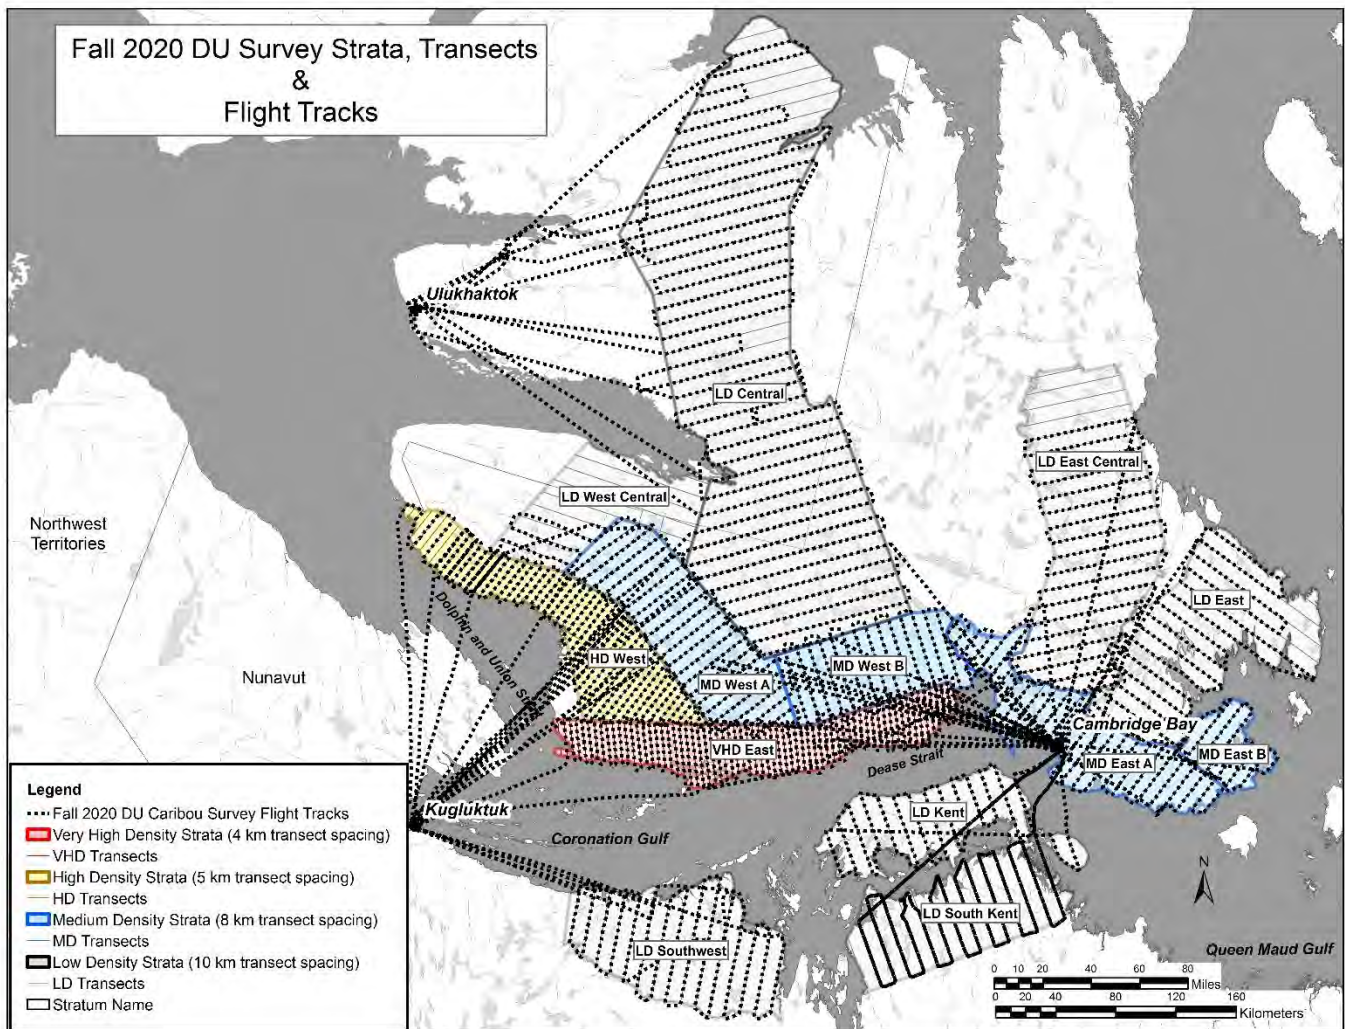 Fall 2020 DU Survey Strata, Transects
&
Flight Tracks
Ulukhaktok
LD Central
LD East Central
LD West Central
Northwest
Territories
LD East
Dolphin and Union St
HD West
MD West B
Nunavut
MD West A
Cambridge Bay
VHD East
MD East B
MD East A
Dease Strait
Kugluktuk
LD Kent
Coronation Gulf
N
LD South Kent
LD Southwest
Queen Maud Gulf
Legend
Fall 2020 DU Caribou Survey Flight Tracks
Very High Density Strata (4 km transect spacing)
VHD Transects
High Density Strata (5 km transect spacing)
HD Transects
Medium Density Strata (8 km transect spacing)
MD Transects
Low Density Strata (10 km transect spacing)
LD Transects
Stratum Name
0 10 20 40 60 80
Miles
0 20 40 80 120 160
Kilometers